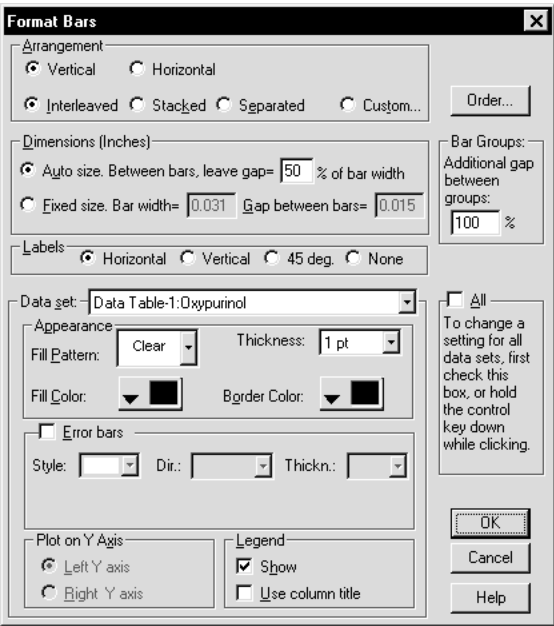 Format Bars
Arrangement
Vertical Horizontal
Interleaved Stacked Separated Custom...
Order...
Dimensions (Inches)
Auto size. Between bars, leave gap= 50 % of bar width
Fixed size. Bar width= 0.031 Gap between bars= 0.015
Bar Groups:
Additional gap
between
groups:
100 %
Labels
Horizontal Vertical 45 deg. None
Data set: Data Table-1:Oxypurinol
Appearance
Fill Pattern: Clear Thickness: 1 pt
Fill Color: Border Color:
Error bars
Style: Dir.: Thickn.:
Plot on Y Axis
Left Y axis
Right Y axis
Legend
Show
Use column title
All
To change a
setting for all
data sets, first
check this
box, or hold
the control
key down
while clicking.
OK
Cancel
Help